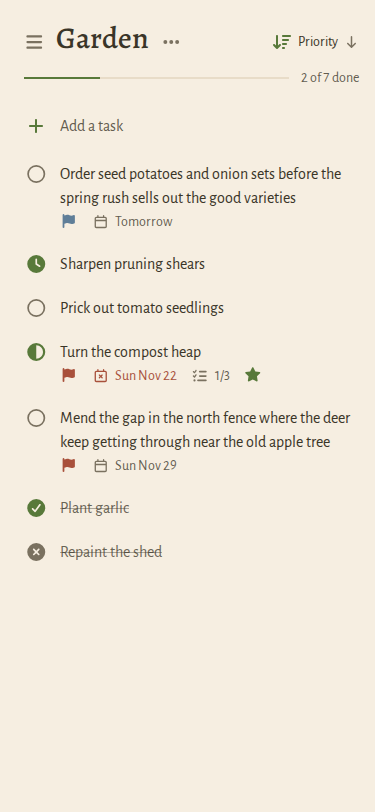 Garden
Priority
2 of 7 done
Add a task
Order seed potatoes and onion sets before the
spring rush sells out the good varieties
Tomorrow
Sharpen pruning shears
Prick out tomato seedlings
Turn the compost heap
Sun Nov 22
1/3
Mend the gap in the north fence where the deer
keep getting through near the old apple tree
Sun Nov 29
Plant garlic
Repaint the shed